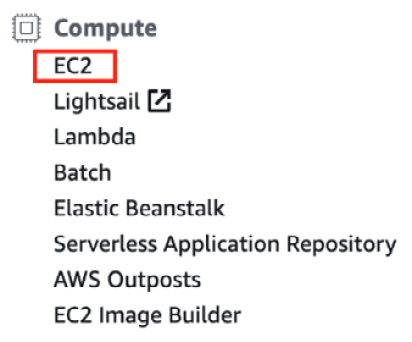 Compute
EC2
Lightsail
Lambda
Batch
Elastic Beanstalk
Serverless Application Repository
AWS Outposts
EC2 Image Builder